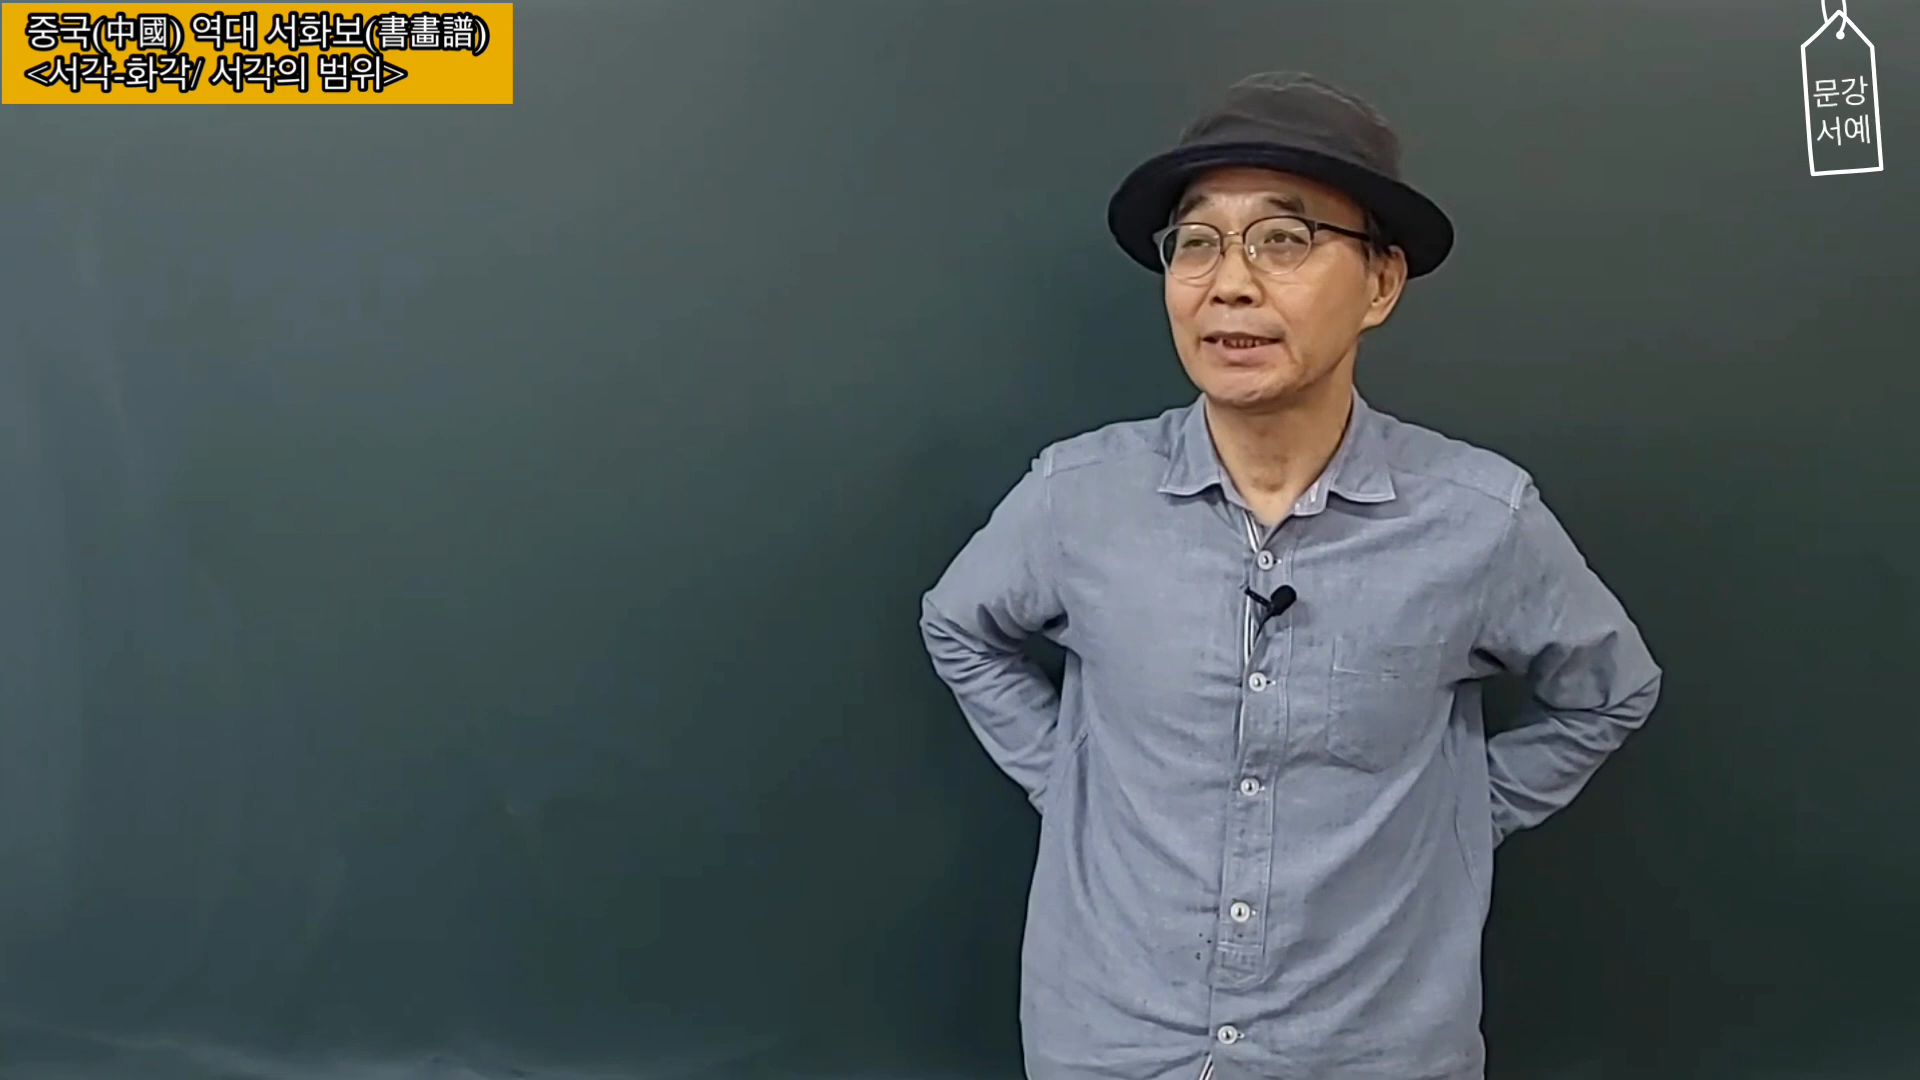 중국(中國) 역대 서화보(書畫譜)
<서각-화각/ 서각의 범위>
문강
서예